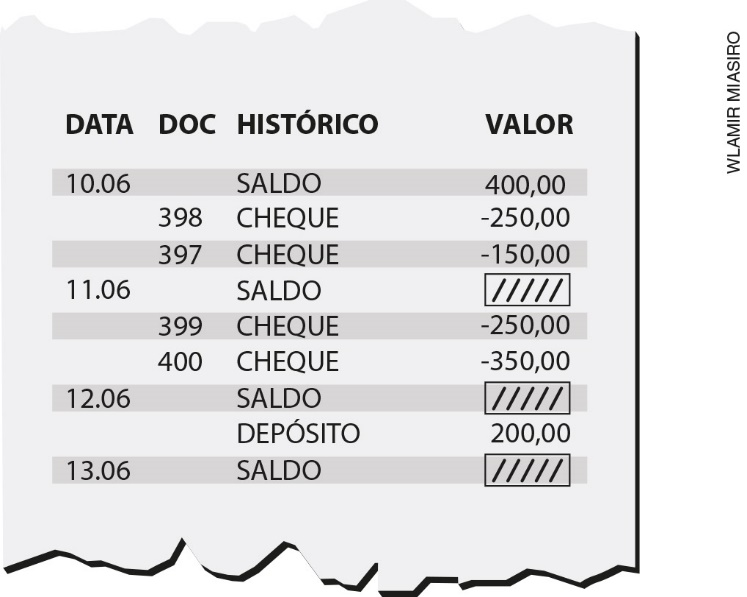 DATA DOC HISTÓRICO VALOR
10.06 SALDO 400,00
398 CHEQUE -250,00
397 CHEQUE -150,00
11.06 SALDO
399 CHEQUE -250,00
400 CHEQUE -350,00
12.06 SALDO
DEPÓSITO 200,00
13.06 SALDO
WLAMIR MIASIRO